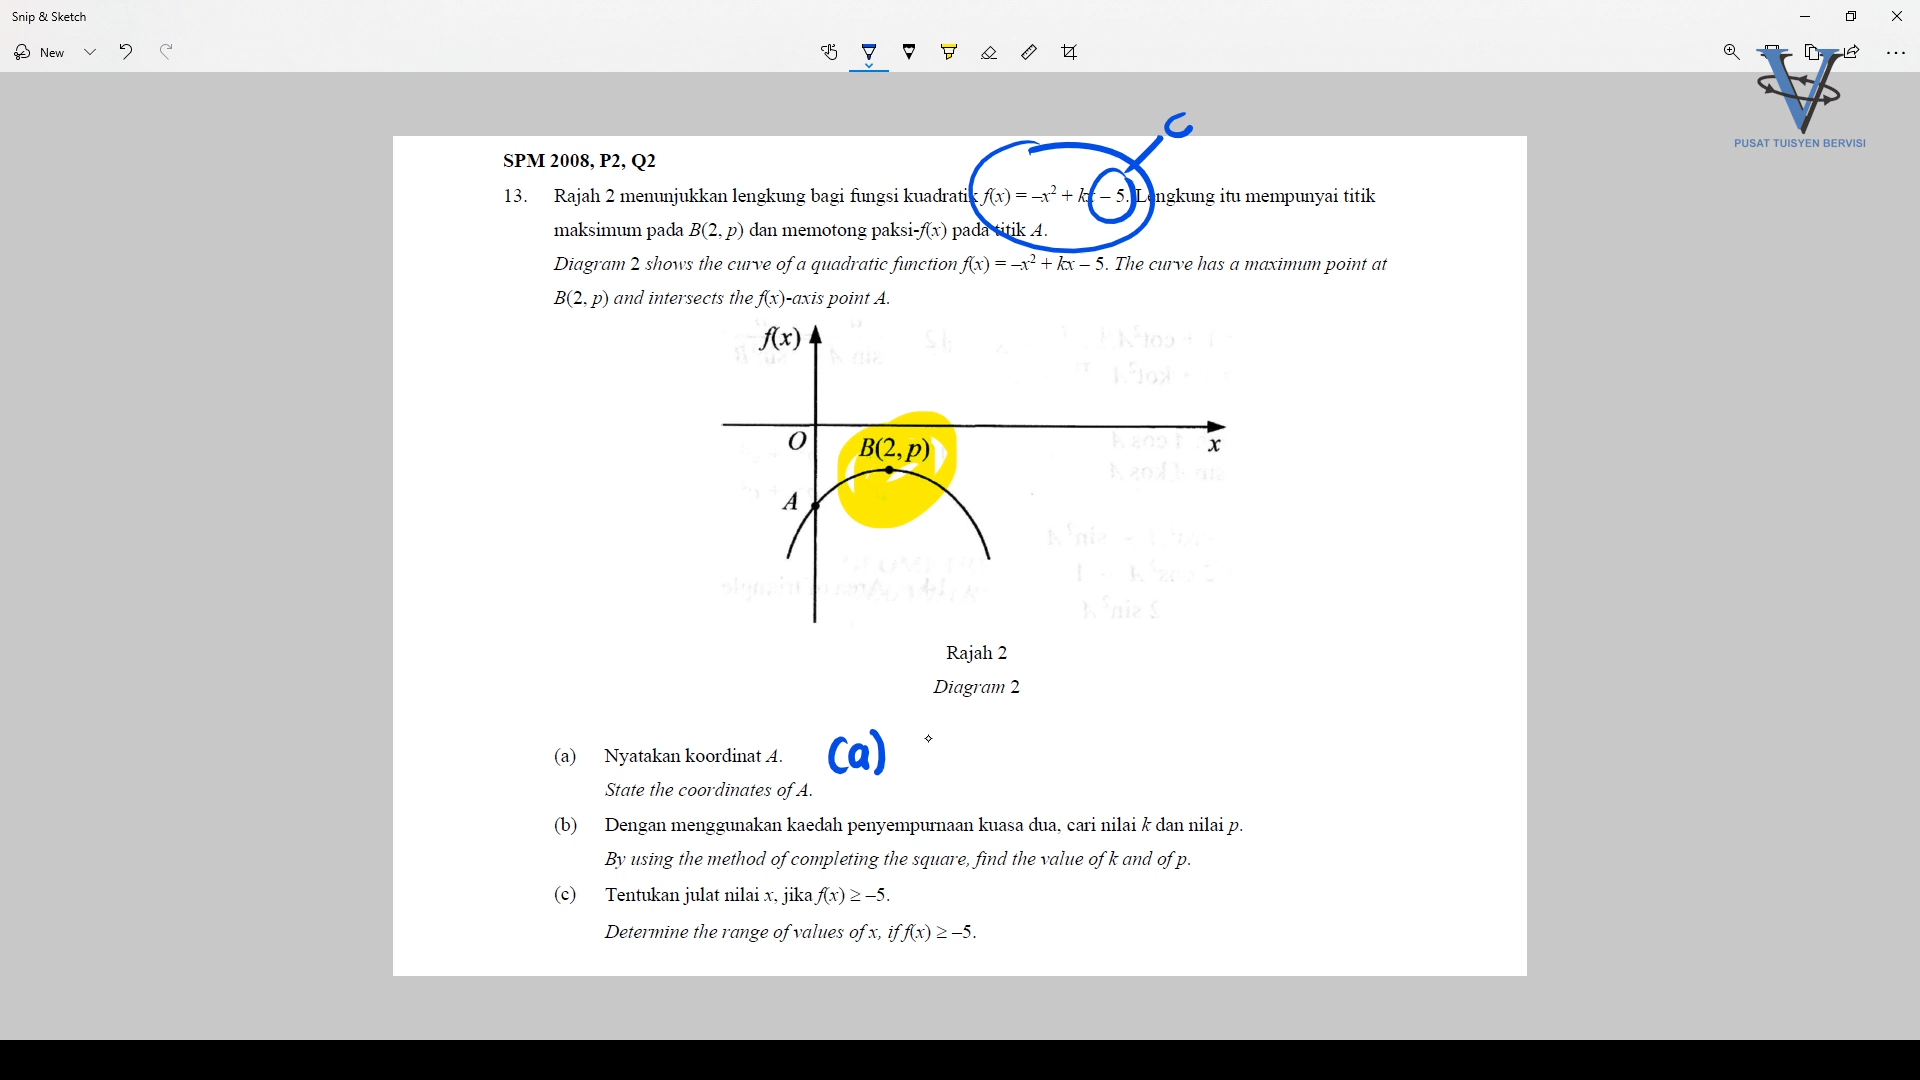 Snip & Sketch
New
PUSAT TUISYEN BERVISI
C
SPM 2008, P2, Q2
13. Rajah 2 menunjukkan lengkung bagi fungsi kuadratik f(x) = –x² + kx – 5. Lengkung itu mempunyai titik
maksimum pada B(2, p) dan memotong paksi-f(x) pada titik A.
Diagram 2 shows the curve of a quadratic function f(x) = –x² + kx – 5. The curve has a maximum point at
B(2, p) and intersects the f(x)-axis point A.
f(x)
O
B(2, p)
x
A
Rajah 2
Diagram 2
(a) Nyatakan koordinat A. (a)
State the coordinates of A.
(b) Dengan menggunakan kaedah penyempurnaan kuasa dua, cari nilai k dan nilai p.
By using the method of completing the square, find the value of k and of p.
(c) Tentukan julat nilai x, jika f(x) ≥ –5.
Determine the range of values of x, if f(x) ≥ –5.